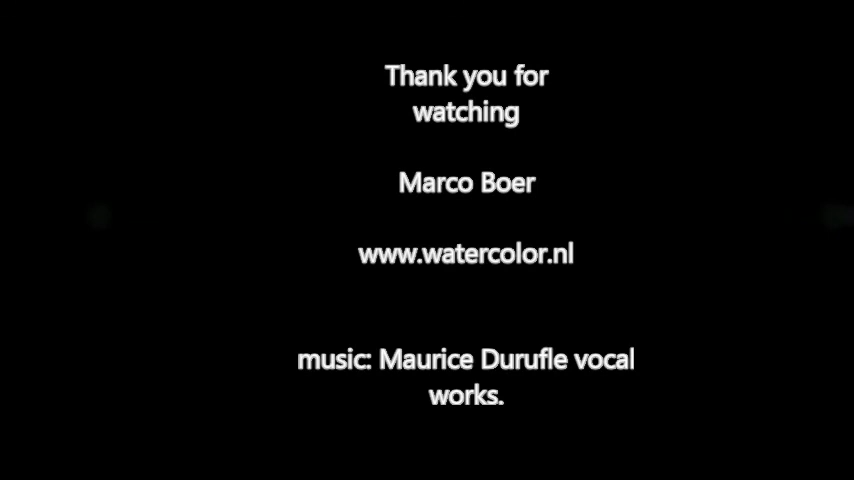 Thank you for
watching
Marco Boer
www.watercolor.nl
music: Maurice Durufle vocal
works.